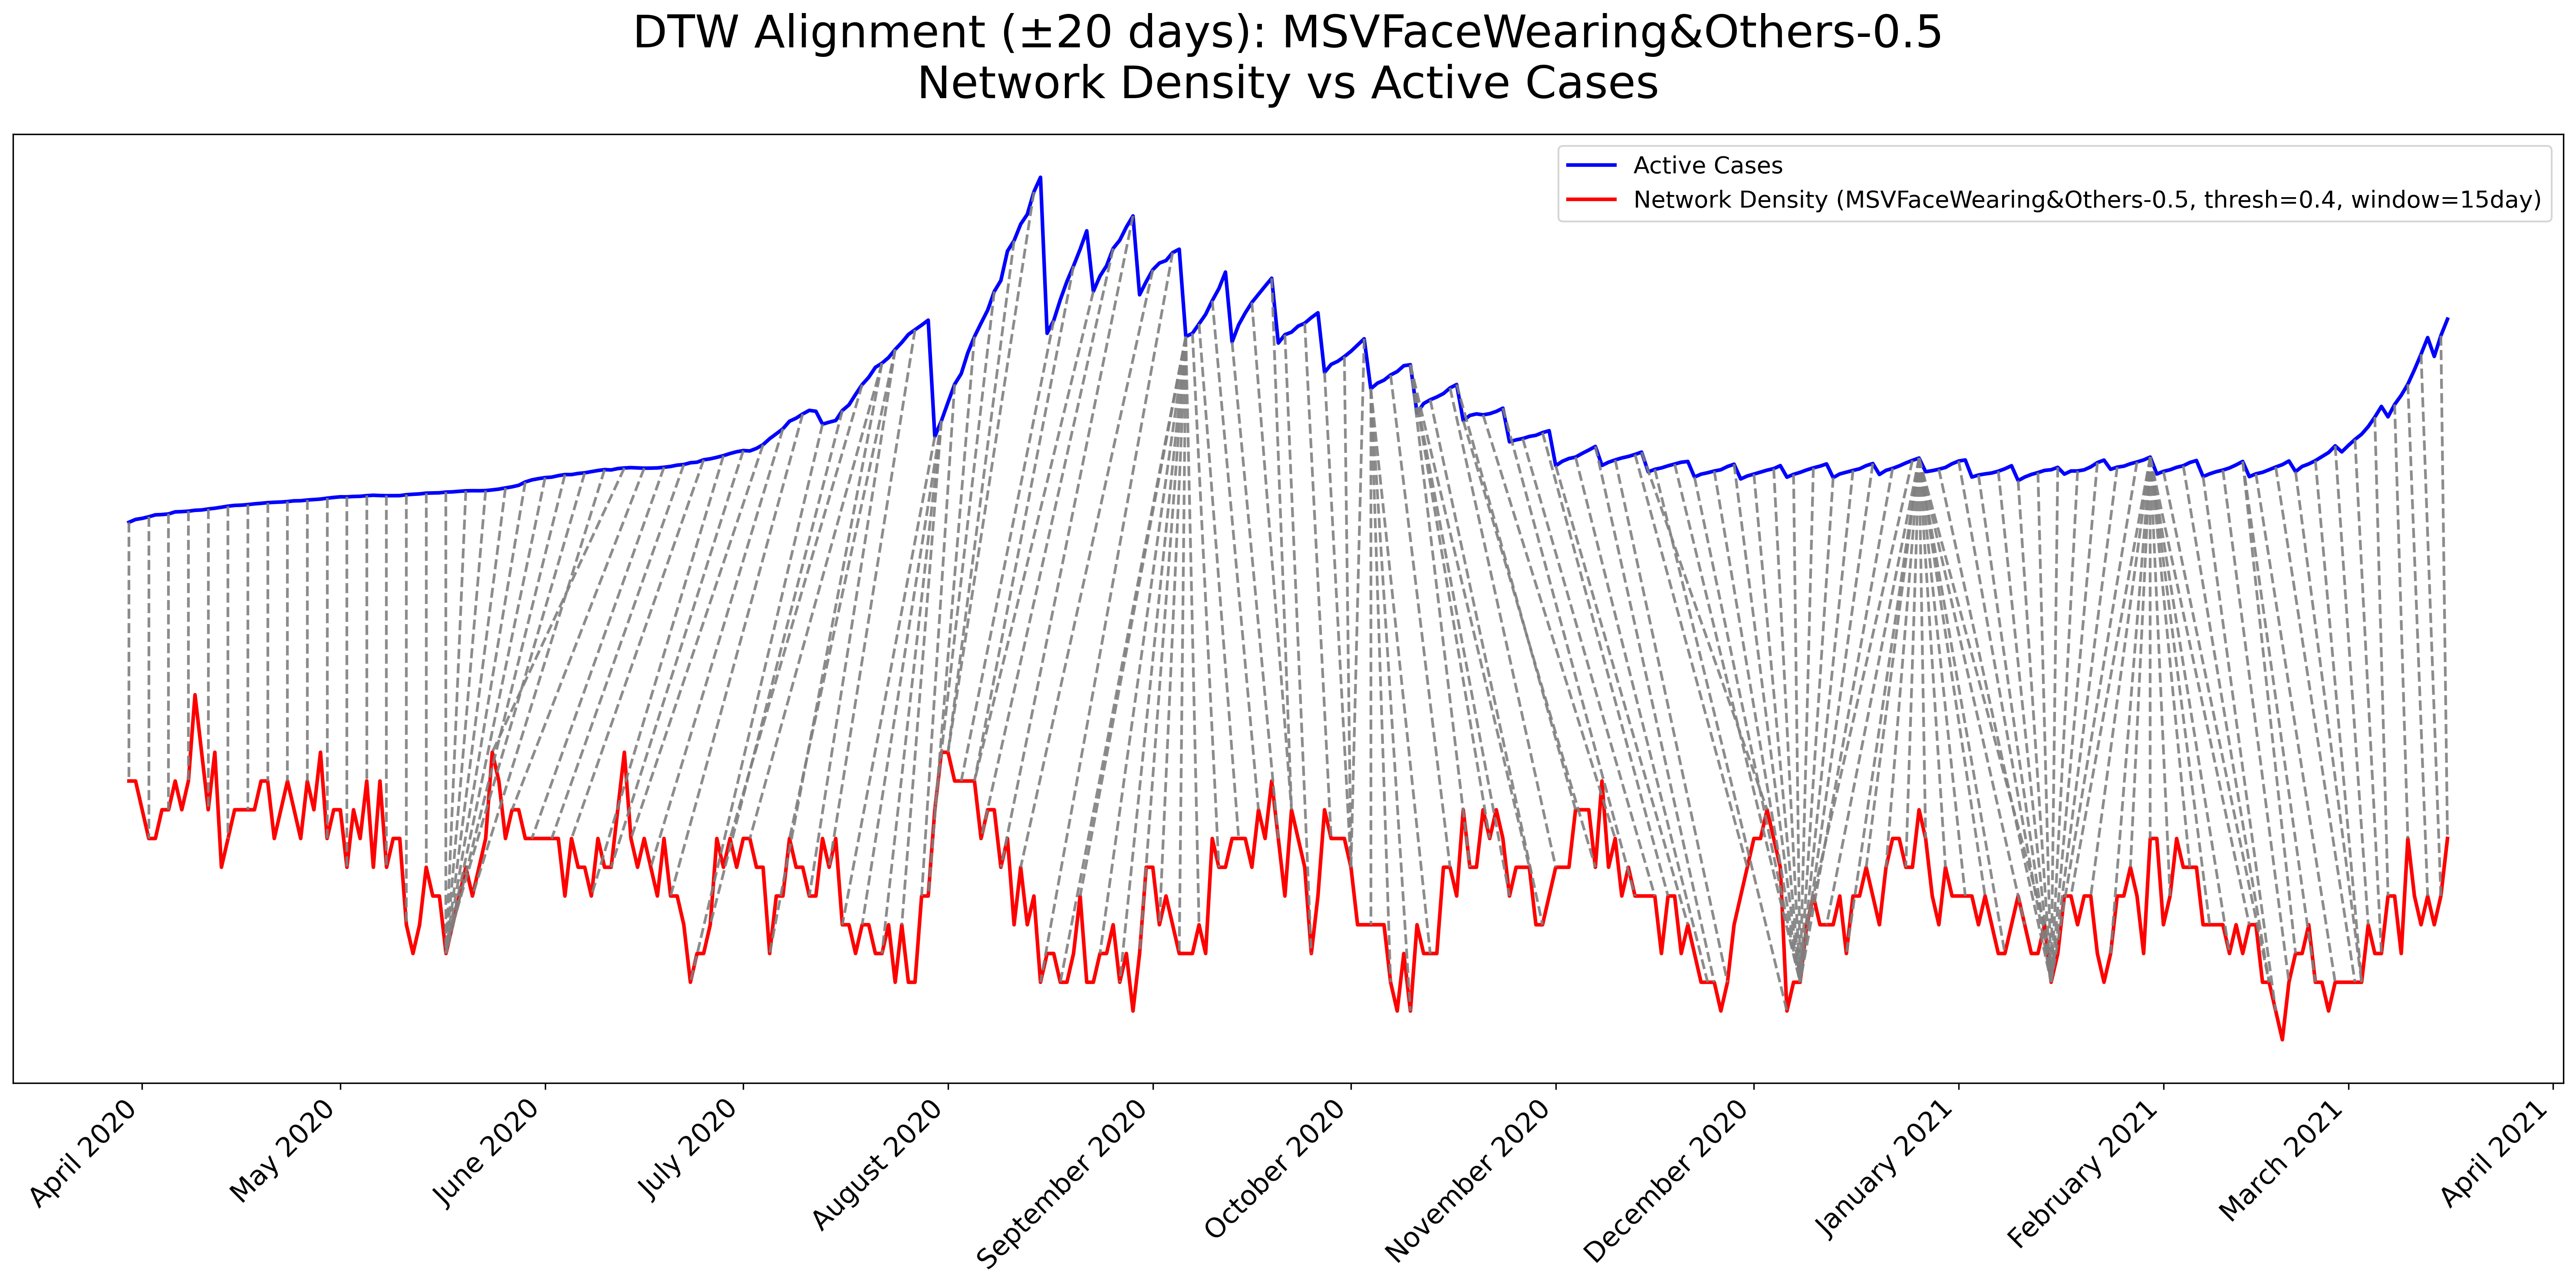 DTW Alignment (±20 days): MSVFaceWearing&Others-0.5
Network Density vs Active Cases
Active Cases
Network Density (MSVFaceWearing&Others-0.5, thresh=0.4, window=15day)
April 2020
May 2020
June 2020
July 2020
August 2020
September 2020
October 2020
November 2020
December 2020
January 2021
February 2021
March 2021
April 2021